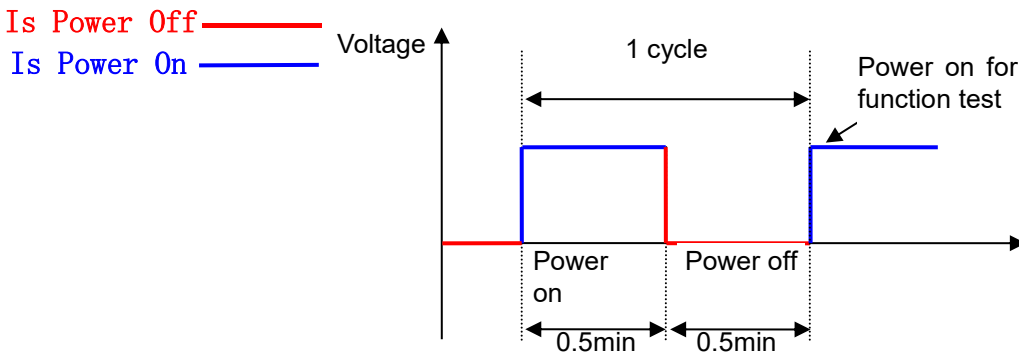 Is Power Off
Is Power On
Voltage
1 cycle
Power on for
function test
Power
on
Power off
0.5min
0.5min